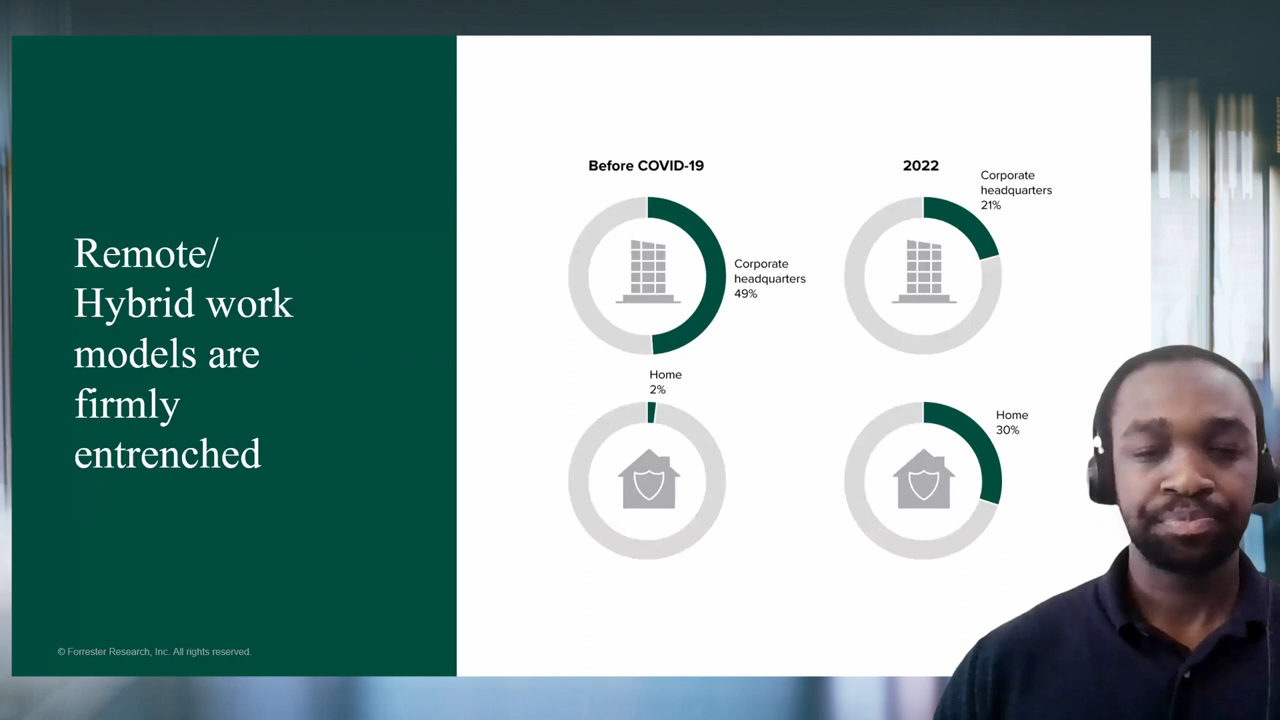 Remote/
Hybrid work
models are
firmly
entrenched
© Forrester Research, Inc. All rights reserved.
Before COVID-19
Corporate
headquarters
49%
Home
2%
2022
Corporate
headquarters
21%
Home
30%